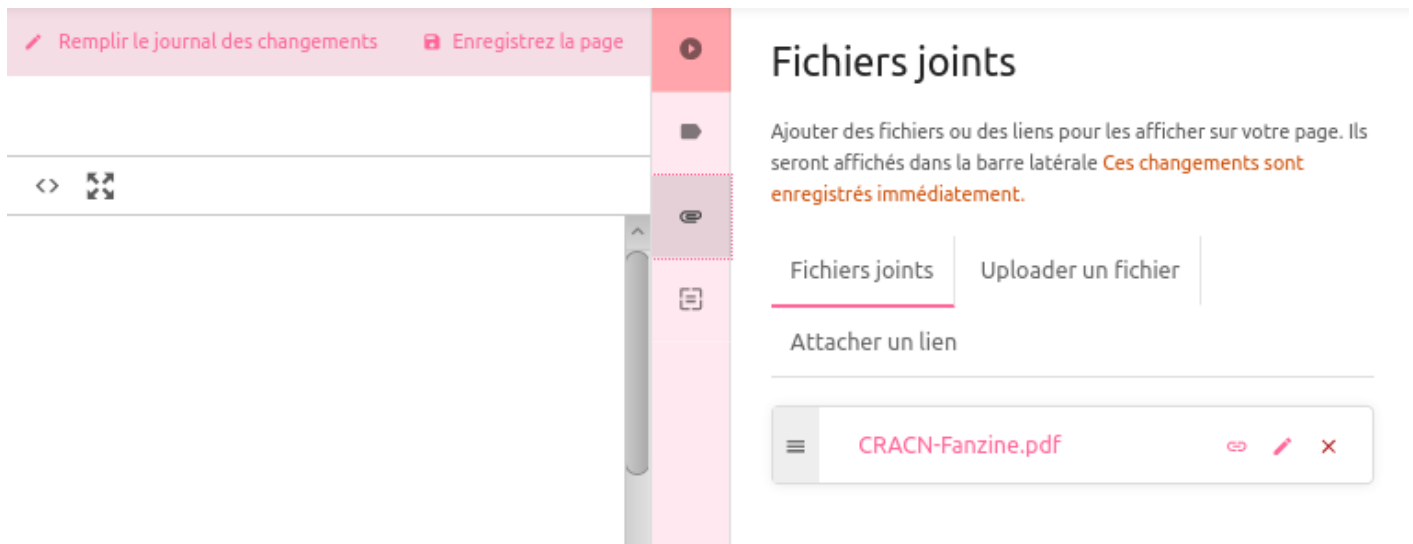 Remplir le journal des changements
Enregistrez la page
Fichiers joints
Ajouter des fichiers ou des liens pour les afficher sur votre page. Ils
seront affichés dans la barre latérale Ces changements sont
enregistrés immédiatement.
Fichiers joints
Uploader un fichier
Attacher un lien
CRACN-Fanzine.pdf